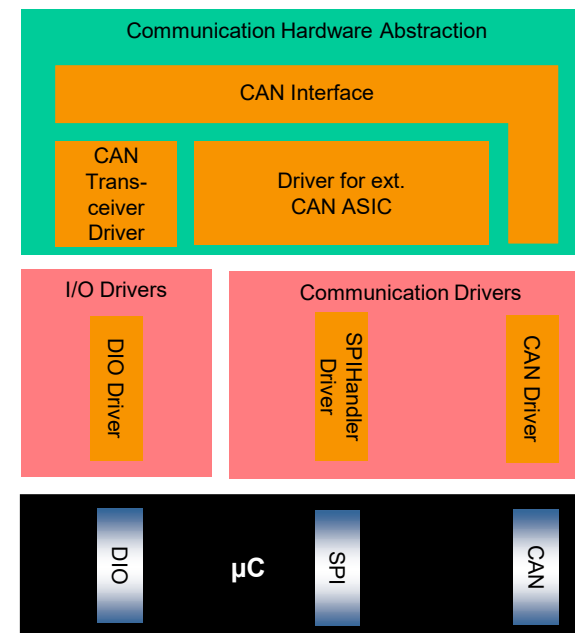 Communication Hardware Abstraction
CAN Interface
CAN
Trans-
ceiver
Driver
Driver for ext.
CAN ASIC
I/O Drivers
Communication Drivers
DIO Driver
SPIHandler
Driver
CAN Driver
DIO
µC
SPI
CAN